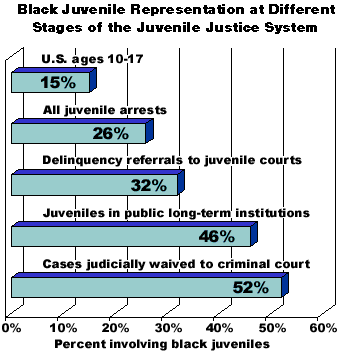 Black Juvenile Representation at Different
Stages of the Juvenile Justice System
U.S. ages 10-17
15%
All juvenile arrests
26%
Delinquency referrals to juvenile courts
32%
Juveniles in public long-term institutions
46%
Cases judicially waived to criminal court
52%
0% 10% 20% 30% 40% 50% 60%
Percent involving black juveniles